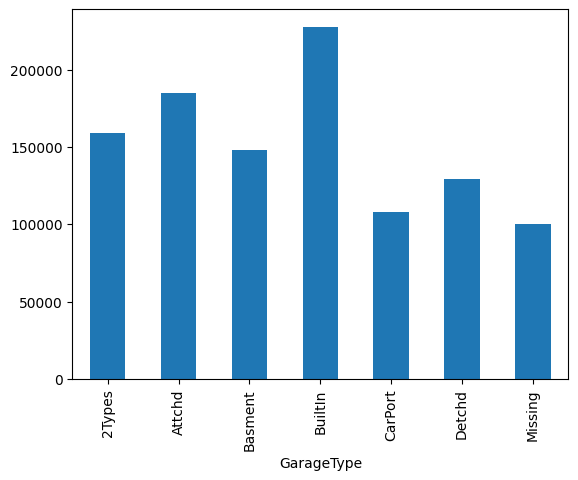 200000
150000
100000
50000
0
2Types
Attchd
Basment
BuiltIn
CarPort
Detchd
Missing
GarageType